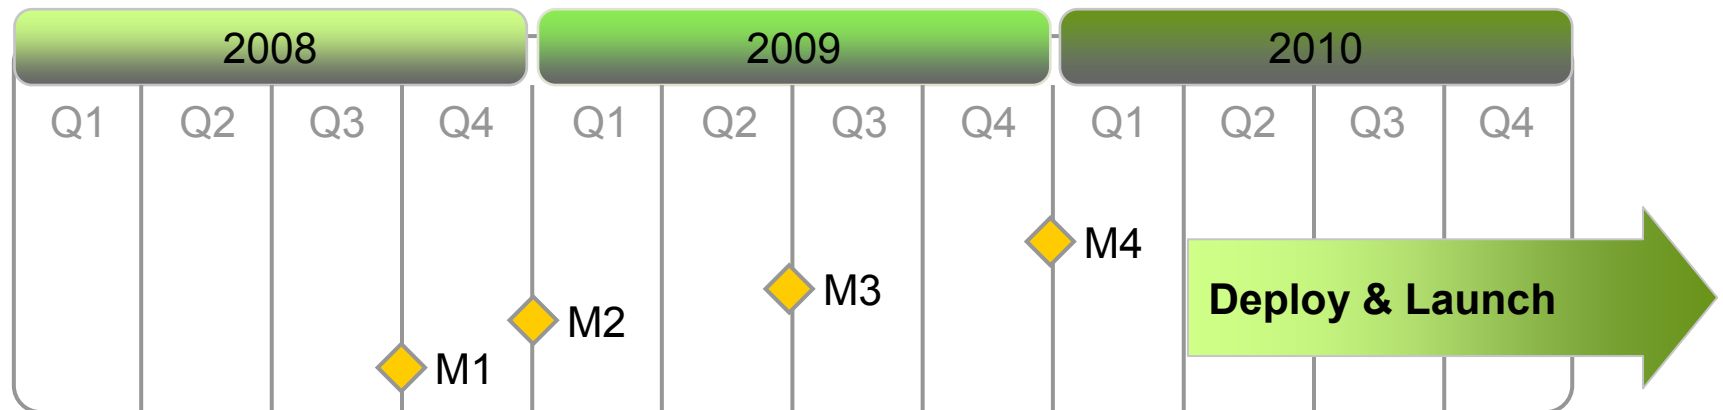 2008 2009 2010
Q1 Q2 Q3 Q4 Q1 Q2 Q3 Q4 Q1 Q2 Q3 Q4
M4
M3
Deploy & Launch
M2
M1